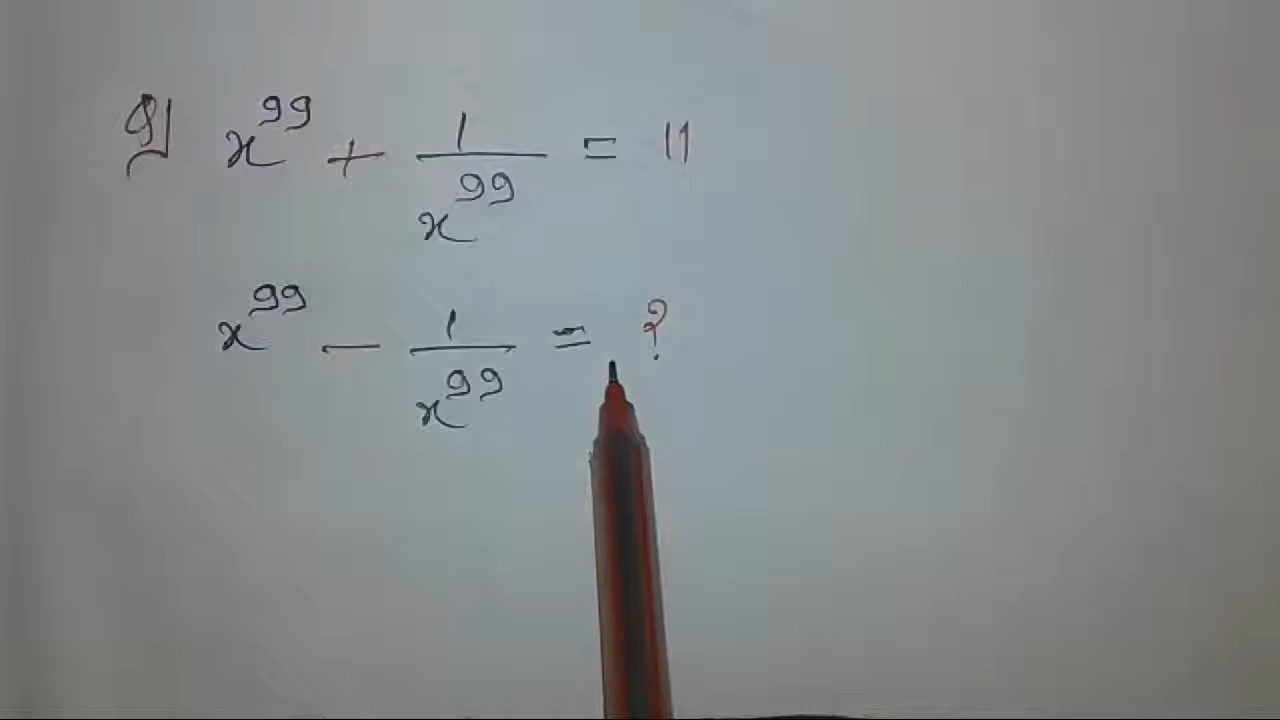 Q] x^99 + 1/x^99 = 11
x^99 - 1/x^99 = ?